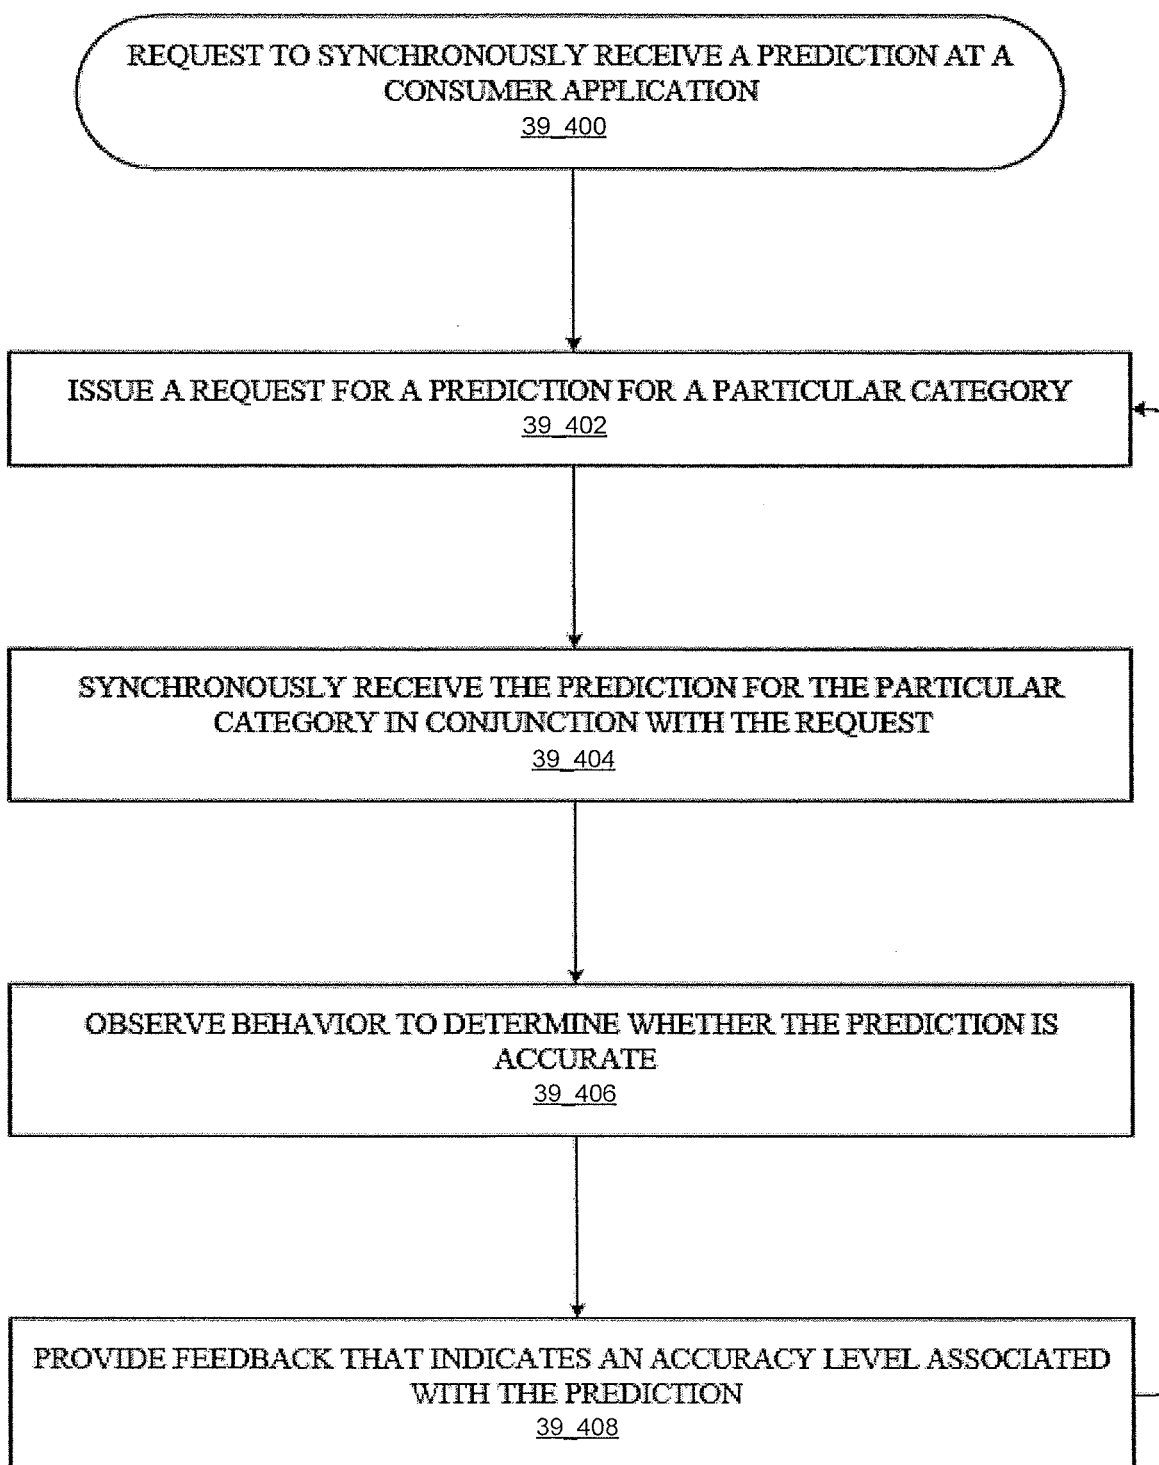 REQUEST TO SYNCHRONOUSLY RECEIVE A PREDICTION AT A
CONSUMER APPLICATION
39_400
ISSUE A REQUEST FOR A PREDICTION FOR A PARTICULAR CATEGORY
39_402
SYNCHRONOUSLY RECEIVE THE PREDICTION FOR THE PARTICULAR
CATEGORY IN CONJUNCTION WITH THE REQUEST
39_404
OBSERVE BEHAVIOR TO DETERMINE WHETHER THE PREDICTION IS
ACCURATE
39_406
PROVIDE FEEDBACK THAT INDICATES AN ACCURACY LEVEL ASSOCIATED
WITH THE PREDICTION
39_408